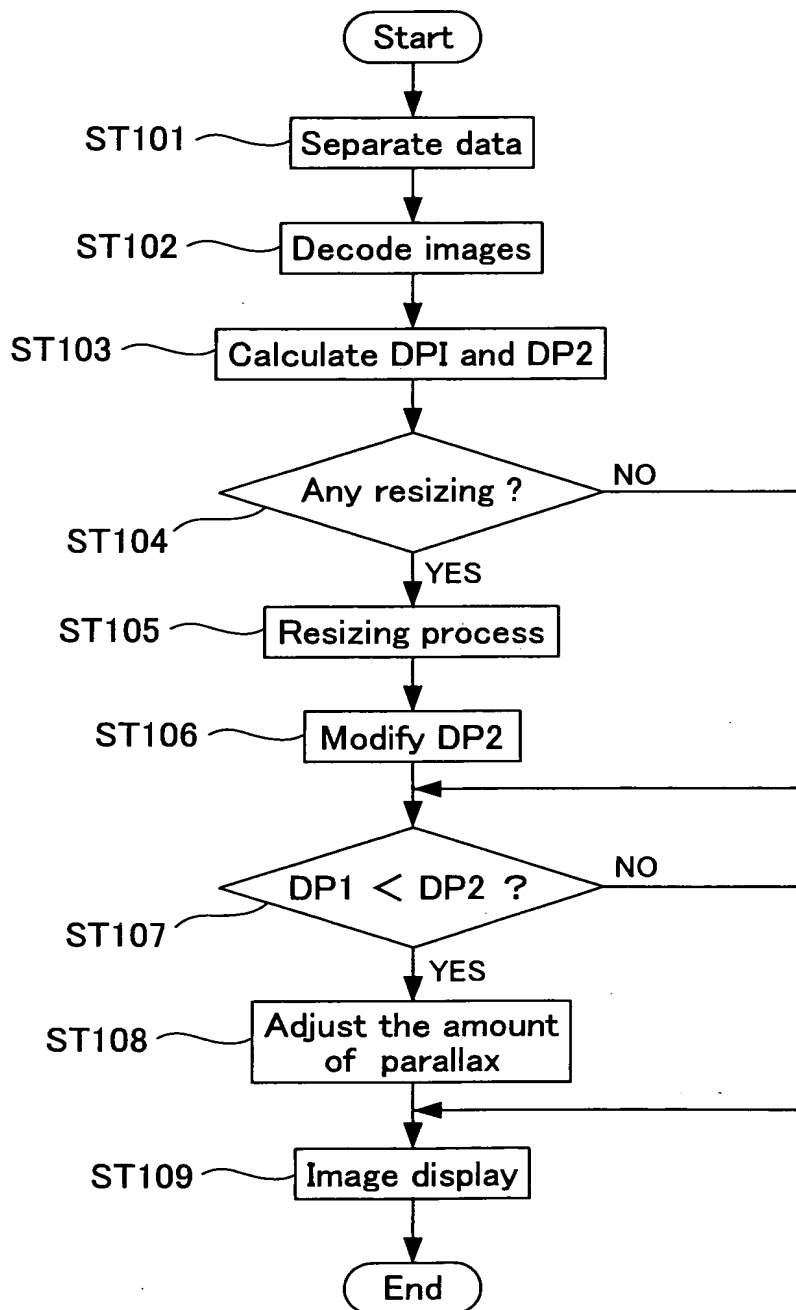 Start
ST101
Separate data
ST102
Decode images
ST103
Calculate DPI and DP2
Any resizing ?
NO
ST104
YES
ST105
Resizing process
ST106
Modify DP2
DP1 < DP2 ?
NO
ST107
YES
ST108
Adjust the amount
of parallax
ST109
Image display
End